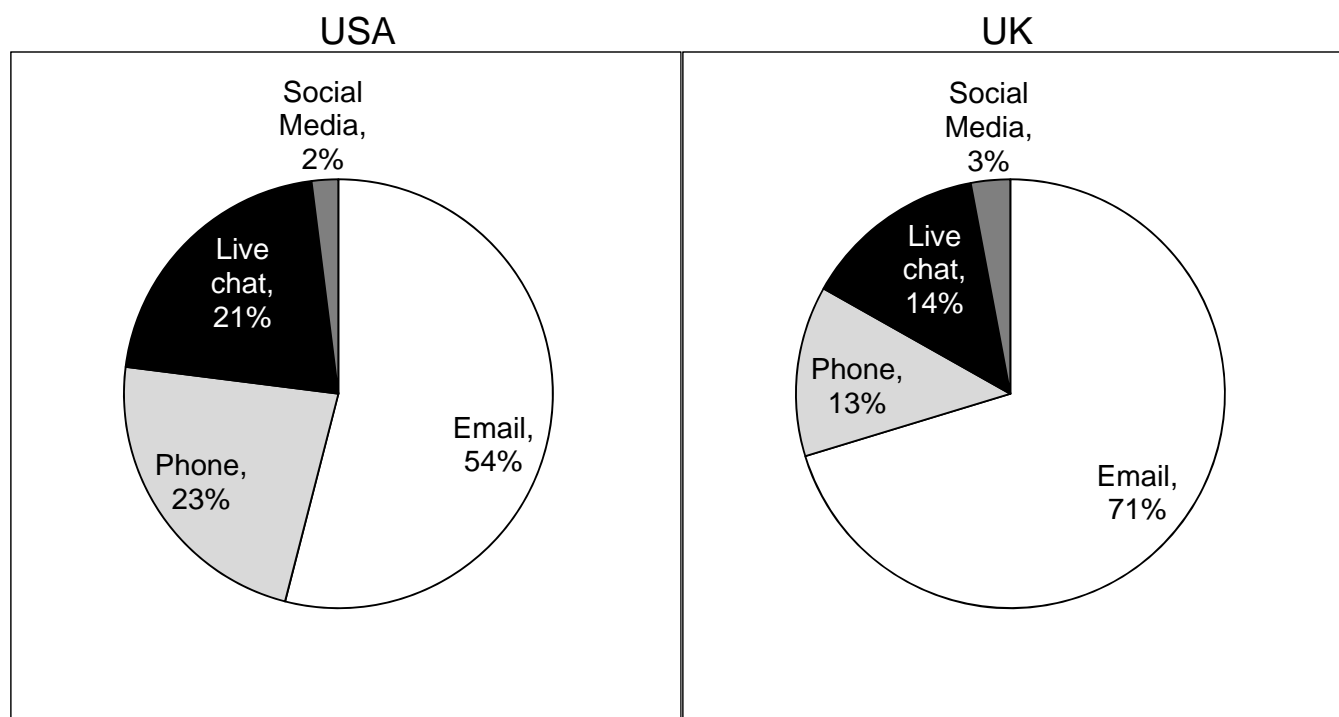 USA
Social
Media,
2%
Live
chat,
21%
Phone,
23%
Email,
54%
UK
Social
Media,
3%
Live
chat,
14%
Phone,
13%
Email,
71%